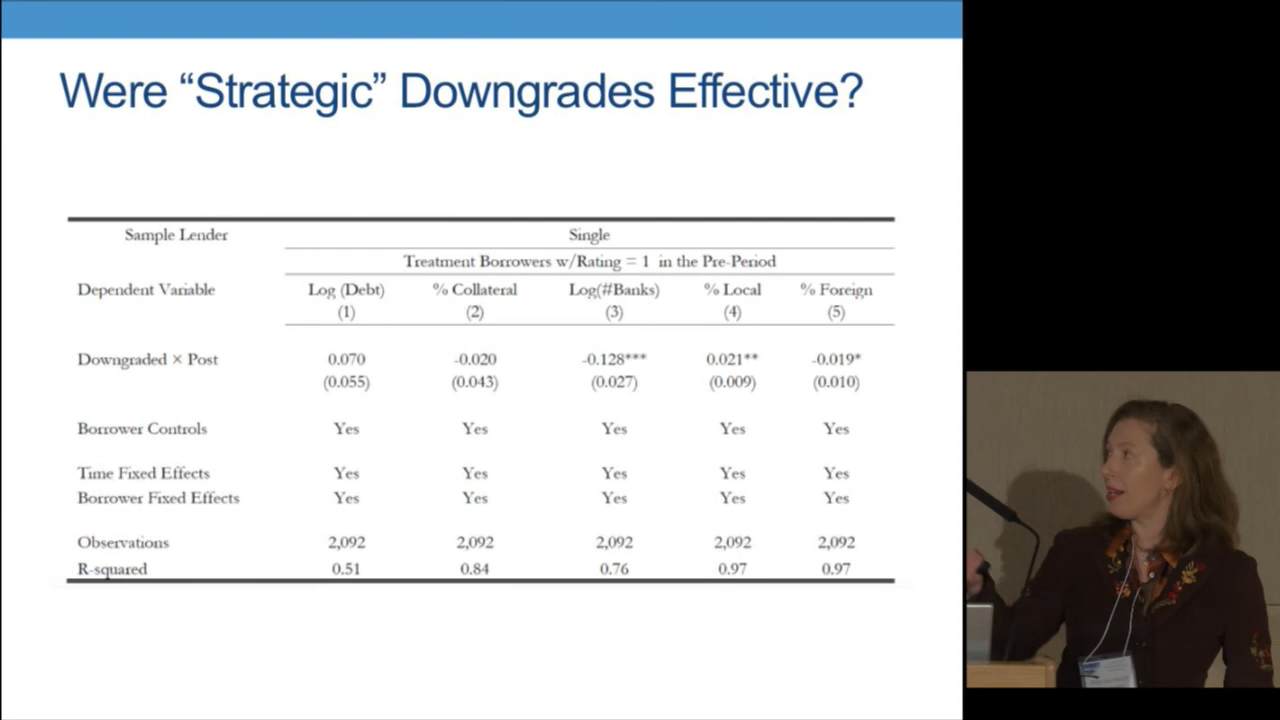 Were “Strategic” Downgrades Effective?
Sample Lender Single
Treatment Borrowers w/Rating = 1 in the Pre-Period
Dependent Variable Log (Debt) % Collateral Log(#Banks) % Local % Foreign
(1) (2) (3) (4) (5)
Downgraded × Post 0.070 -0.020 -0.128*** 0.021** -0.019*
(0.055) (0.043) (0.027) (0.009) (0.010)
Borrower Controls Yes Yes Yes Yes Yes
Time Fixed Effects Yes Yes Yes Yes Yes
Borrower Fixed Effects Yes Yes Yes Yes Yes
Observations 2,092 2,092 2,092 2,092 2,092
R-squared 0.51 0.84 0.76 0.97 0.97